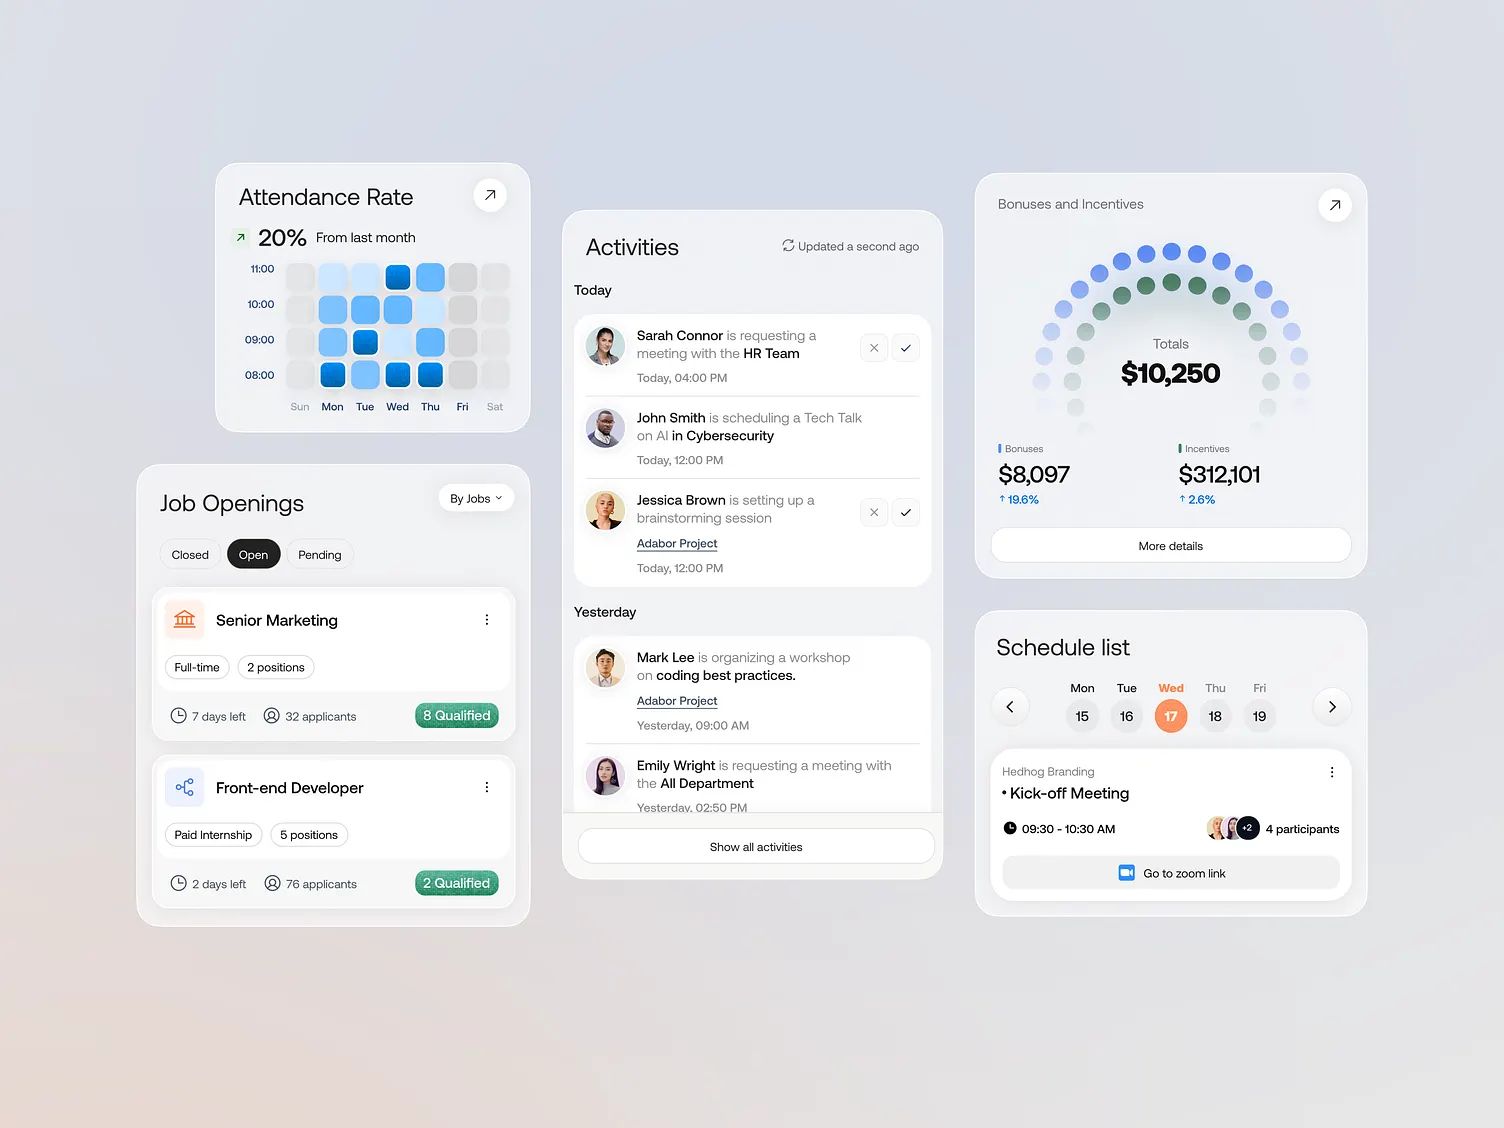 Attendance Rate
20% From last month
11:00
10:00
09:00
08:00
Sun Mon Tue Wed Thu Fri Sat
Job Openings
By Jobs
Closed Open Pending
Senior Marketing
Full-time 2 positions
7 days left 32 applicants 8 Qualified
Front-end Developer
Paid Internship 5 positions
2 days left 76 applicants 2 Qualified
Activities
Updated a second ago
Today
Sarah Connor is requesting a
meeting with the HR Team
Today, 04:00 PM
John Smith is scheduling a Tech Talk
on AI in Cybersecurity
Today, 12:00 PM
Jessica Brown is setting up a
brainstorming session
Adabor Project
Today, 12:00 PM
Yesterday
Mark Lee is organizing a workshop
on coding best practices.
Adabor Project
Yesterday, 09:00 AM
Emily Wright is requesting a meeting with
the All Department
Yesterday, 02:50 PM
Show all activities
Bonuses and Incentives
Totals
$10,250
Bonuses
$8,097
↑ 19.6%
Incentives
$312,101
↑ 2.6%
More details
Schedule list
Mon Tue Wed Thu Fri
15 16 17 18 19
Hedhog Branding
• Kick-off Meeting
09:30 - 10:30 AM
+2 4 participants
Go to zoom link